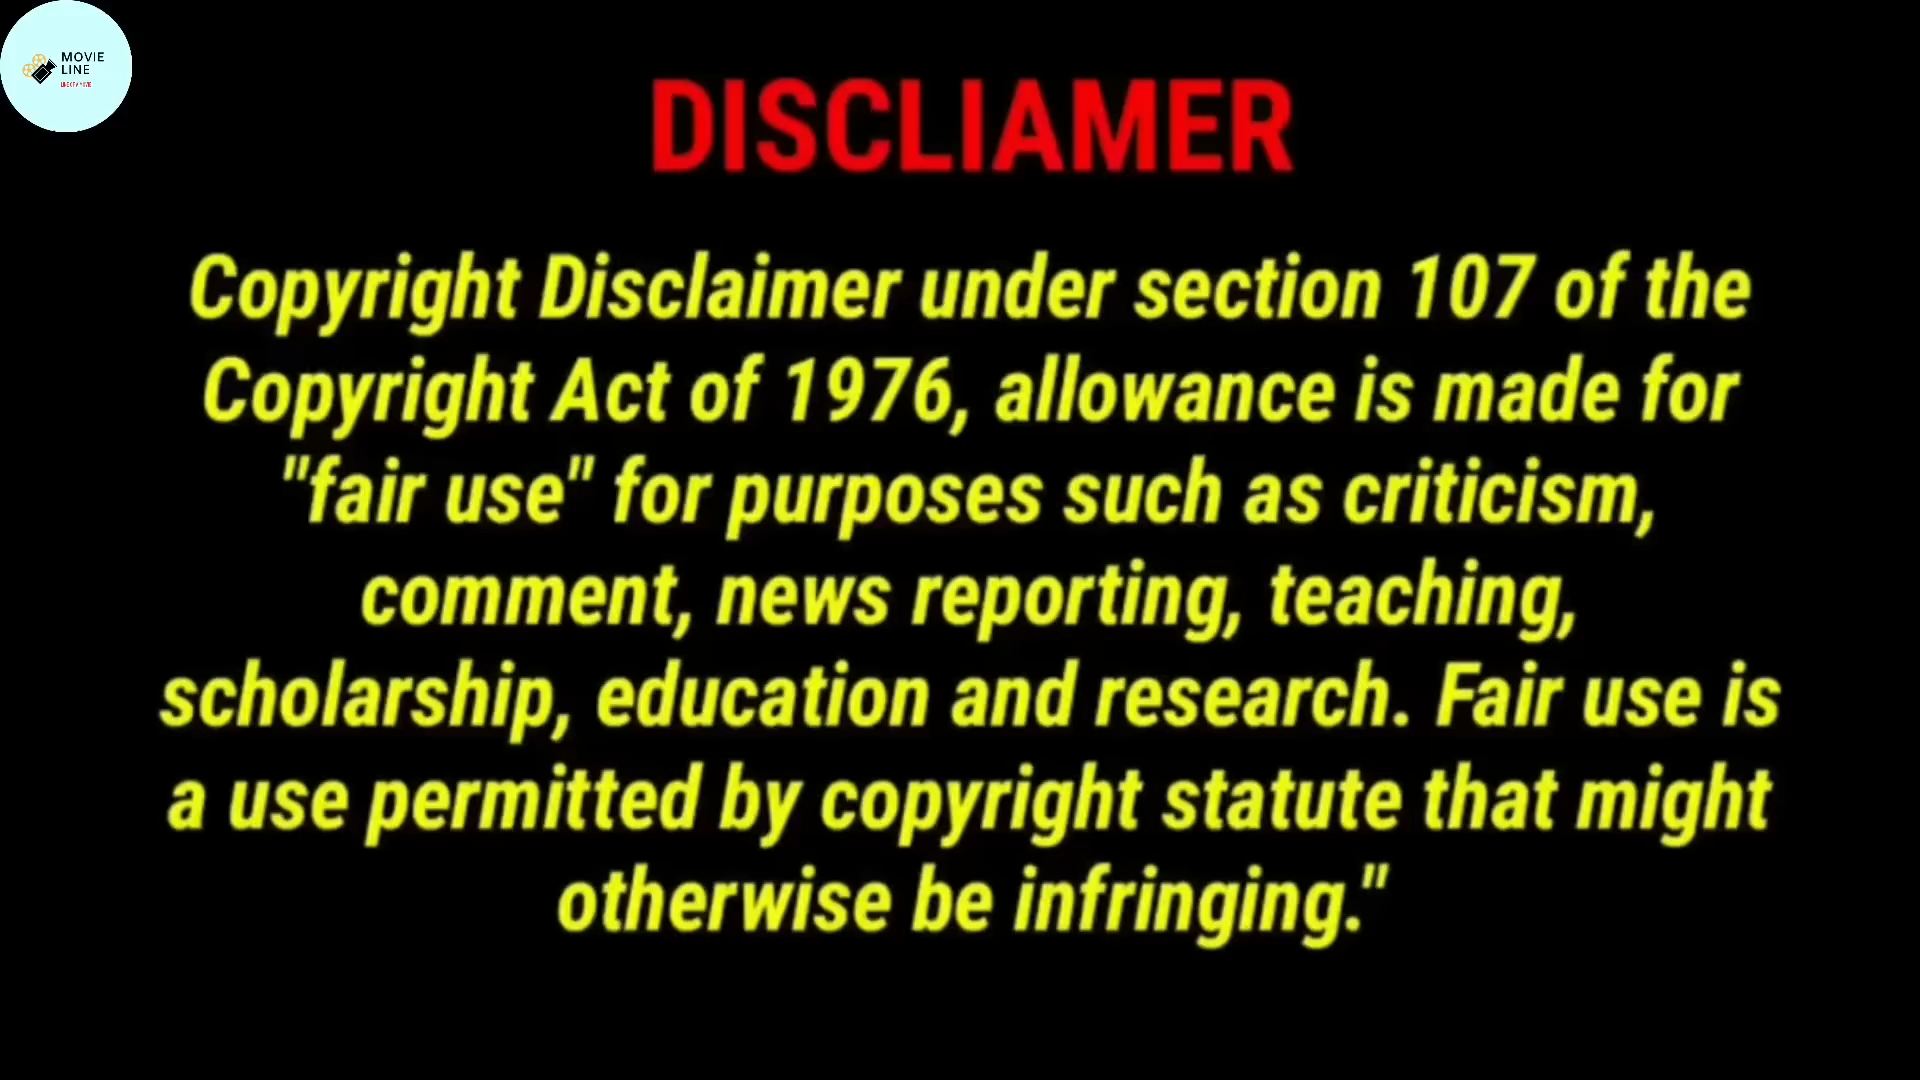 MOVIE
LINE
DISCLIAMER
Copyright Disclaimer under section 107 of the
Copyright Act of 1976, allowance is made for
"fair use" for purposes such as criticism,
comment, news reporting, teaching,
scholarship, education and research. Fair use is
a use permitted by copyright statute that might
otherwise be infringing."